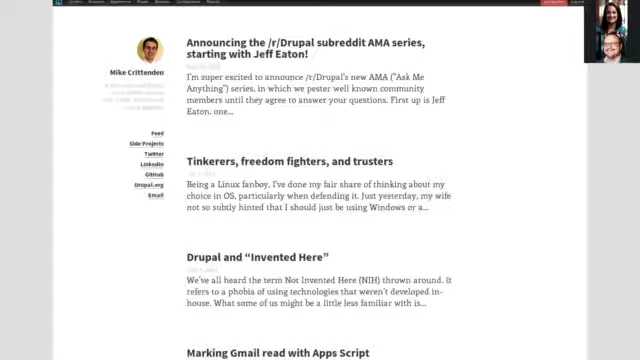 Mike Crittenden
Feed
Side Projects
Twitter
LinkedIn
GitHub
Drupal.org
Email
Announcing the /r/Drupal subreddit AMA series,
starting with Jeff Eaton!
I'm super excited to announce /r/Drupal's new AMA ("Ask Me
Anything") series, in which we pester well known community
members until they agree to answer your questions. First up is Jeff
Eaton. one...
Tinkerers, freedom fighters, and trusters
Being a Linux fanboy, I've done my fair share of thinking about my
choice in OS, particularly when defending it. Just yesterday, my wife
not so subtly hinted that I should just be using Windows or a...
Drupal and “Invented Here”
We've all heard the term Not Invented Here (NIH) thrown around. It
refers to a phobia of using technologies that weren't developed in-
house. What some of us might be a little less familiar with is...
Marking Gmail read with Apps Script